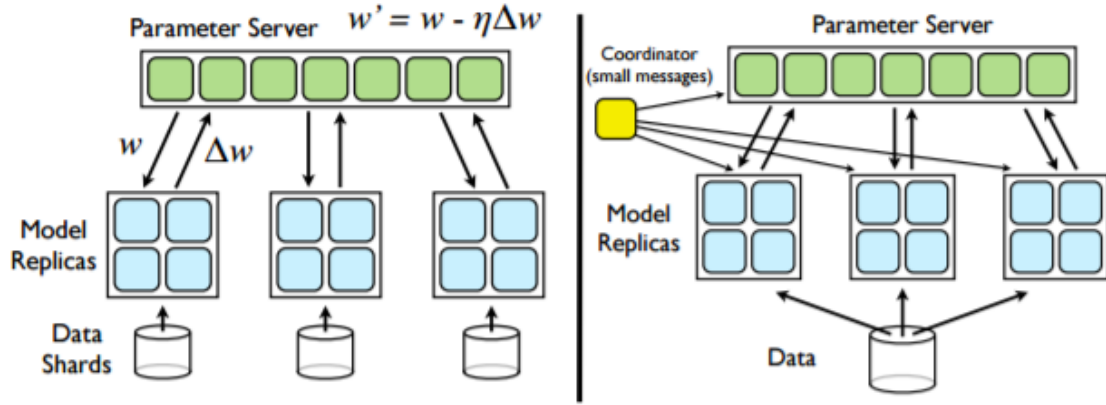 Parameter Server
w' = w - ηΔw
w
Δw
Model
Replicas
Data
Shards
Parameter Server
Coordinator
(small messages)
Model
Replicas
Data